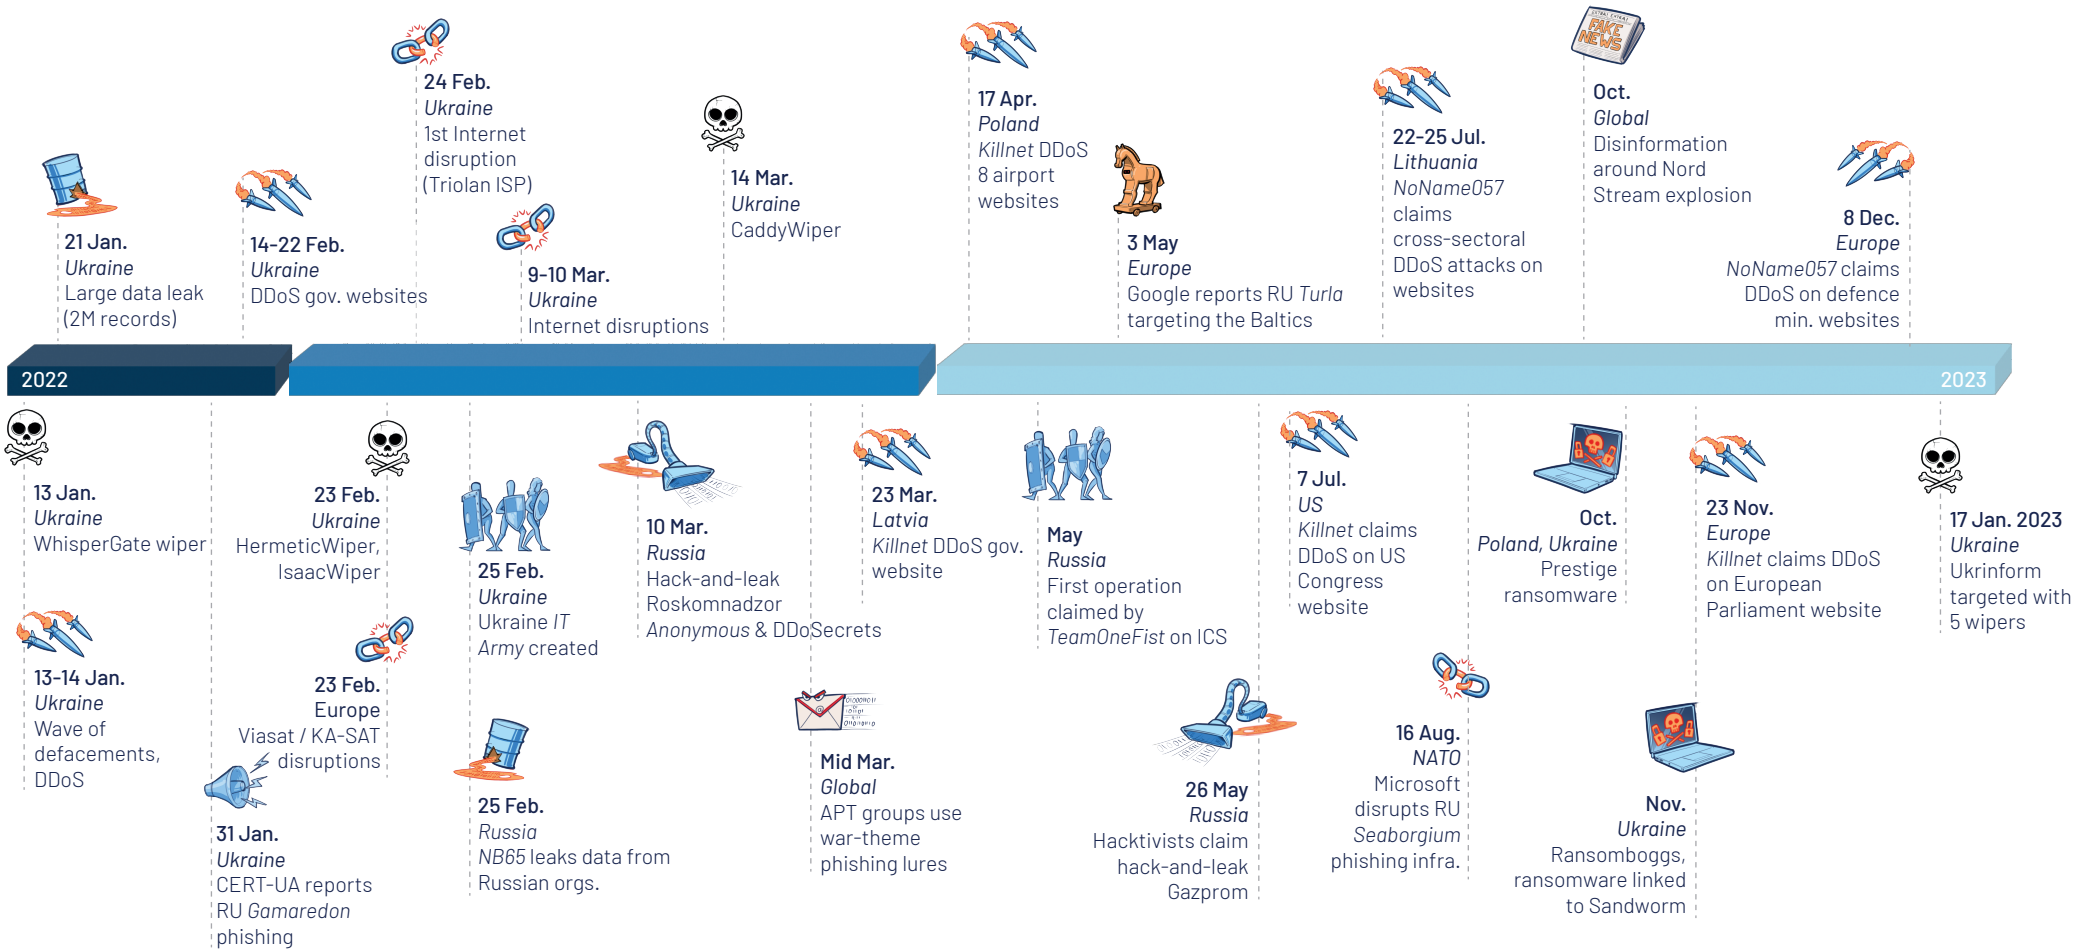 24 Feb.
Ukraine
1st Internet
disruption
(Triolan ISP)
21 Jan.
Ukraine
Large data leak
(2M records)
14-22 Feb.
Ukraine
DDoS gov. websites
9-10 Mar.
Ukraine
Internet disruptions
14 Mar.
Ukraine
CaddyWiper
17 Apr.
Poland
Killnet DDoS
8 airport
websites
3 May
Europe
Google reports RU Turla
targeting the Baltics
22-25 Jul.
Lithuania
NoName057
claims
cross-sectoral
DDoS attacks on
websites
EXTRA! EXTRA!
FAKE
NEWS
Oct.
Global
Disinformation
around Nord
Stream explosion
8 Dec.
Europe
NoName057 claims
DDoS on defence
min. websites
2022
2023
13 Jan.
Ukraine
WhisperGate wiper
13-14 Jan.
Ukraine
Wave of
defacements,
DDoS
31 Jan.
Ukraine
CERT-UA reports
RU Gamaredon
phishing
23 Feb.
Ukraine
HermeticWiper,
IsaacWiper
23 Feb.
Europe
Viasat / KA-SAT
disruptions
25 Feb.
Ukraine
Ukraine IT
Army created
25 Feb.
Russia
NB65 leaks data from
Russian orgs.
10 Mar.
Russia
Hack-and-leak
Roskomnadzor
Anonymous & DDoSecrets
Mid Mar.
Global
APT groups use
war-theme
phishing lures
23 Mar.
Latvia
Killnet DDoS gov.
website
May
Russia
First operation
claimed by
TeamOneFist on ICS
26 May
Russia
Hacktivists claim
hack-and-leak
Gazprom
7 Jul.
US
Killnet claims
DDoS on US
Congress
website
16 Aug.
NATO
Microsoft
disrupts RU
Seaborgium
phishing infra.
Oct.
Poland, Ukraine
Prestige
ransomware
Nov.
Ukraine
Ransomboggs,
ransomware linked
to Sandworm
23 Nov.
Europe
Killnet claims DDoS
on European
Parliament website
17 Jan. 2023
Ukraine
Ukrinform
targeted with
5 wipers